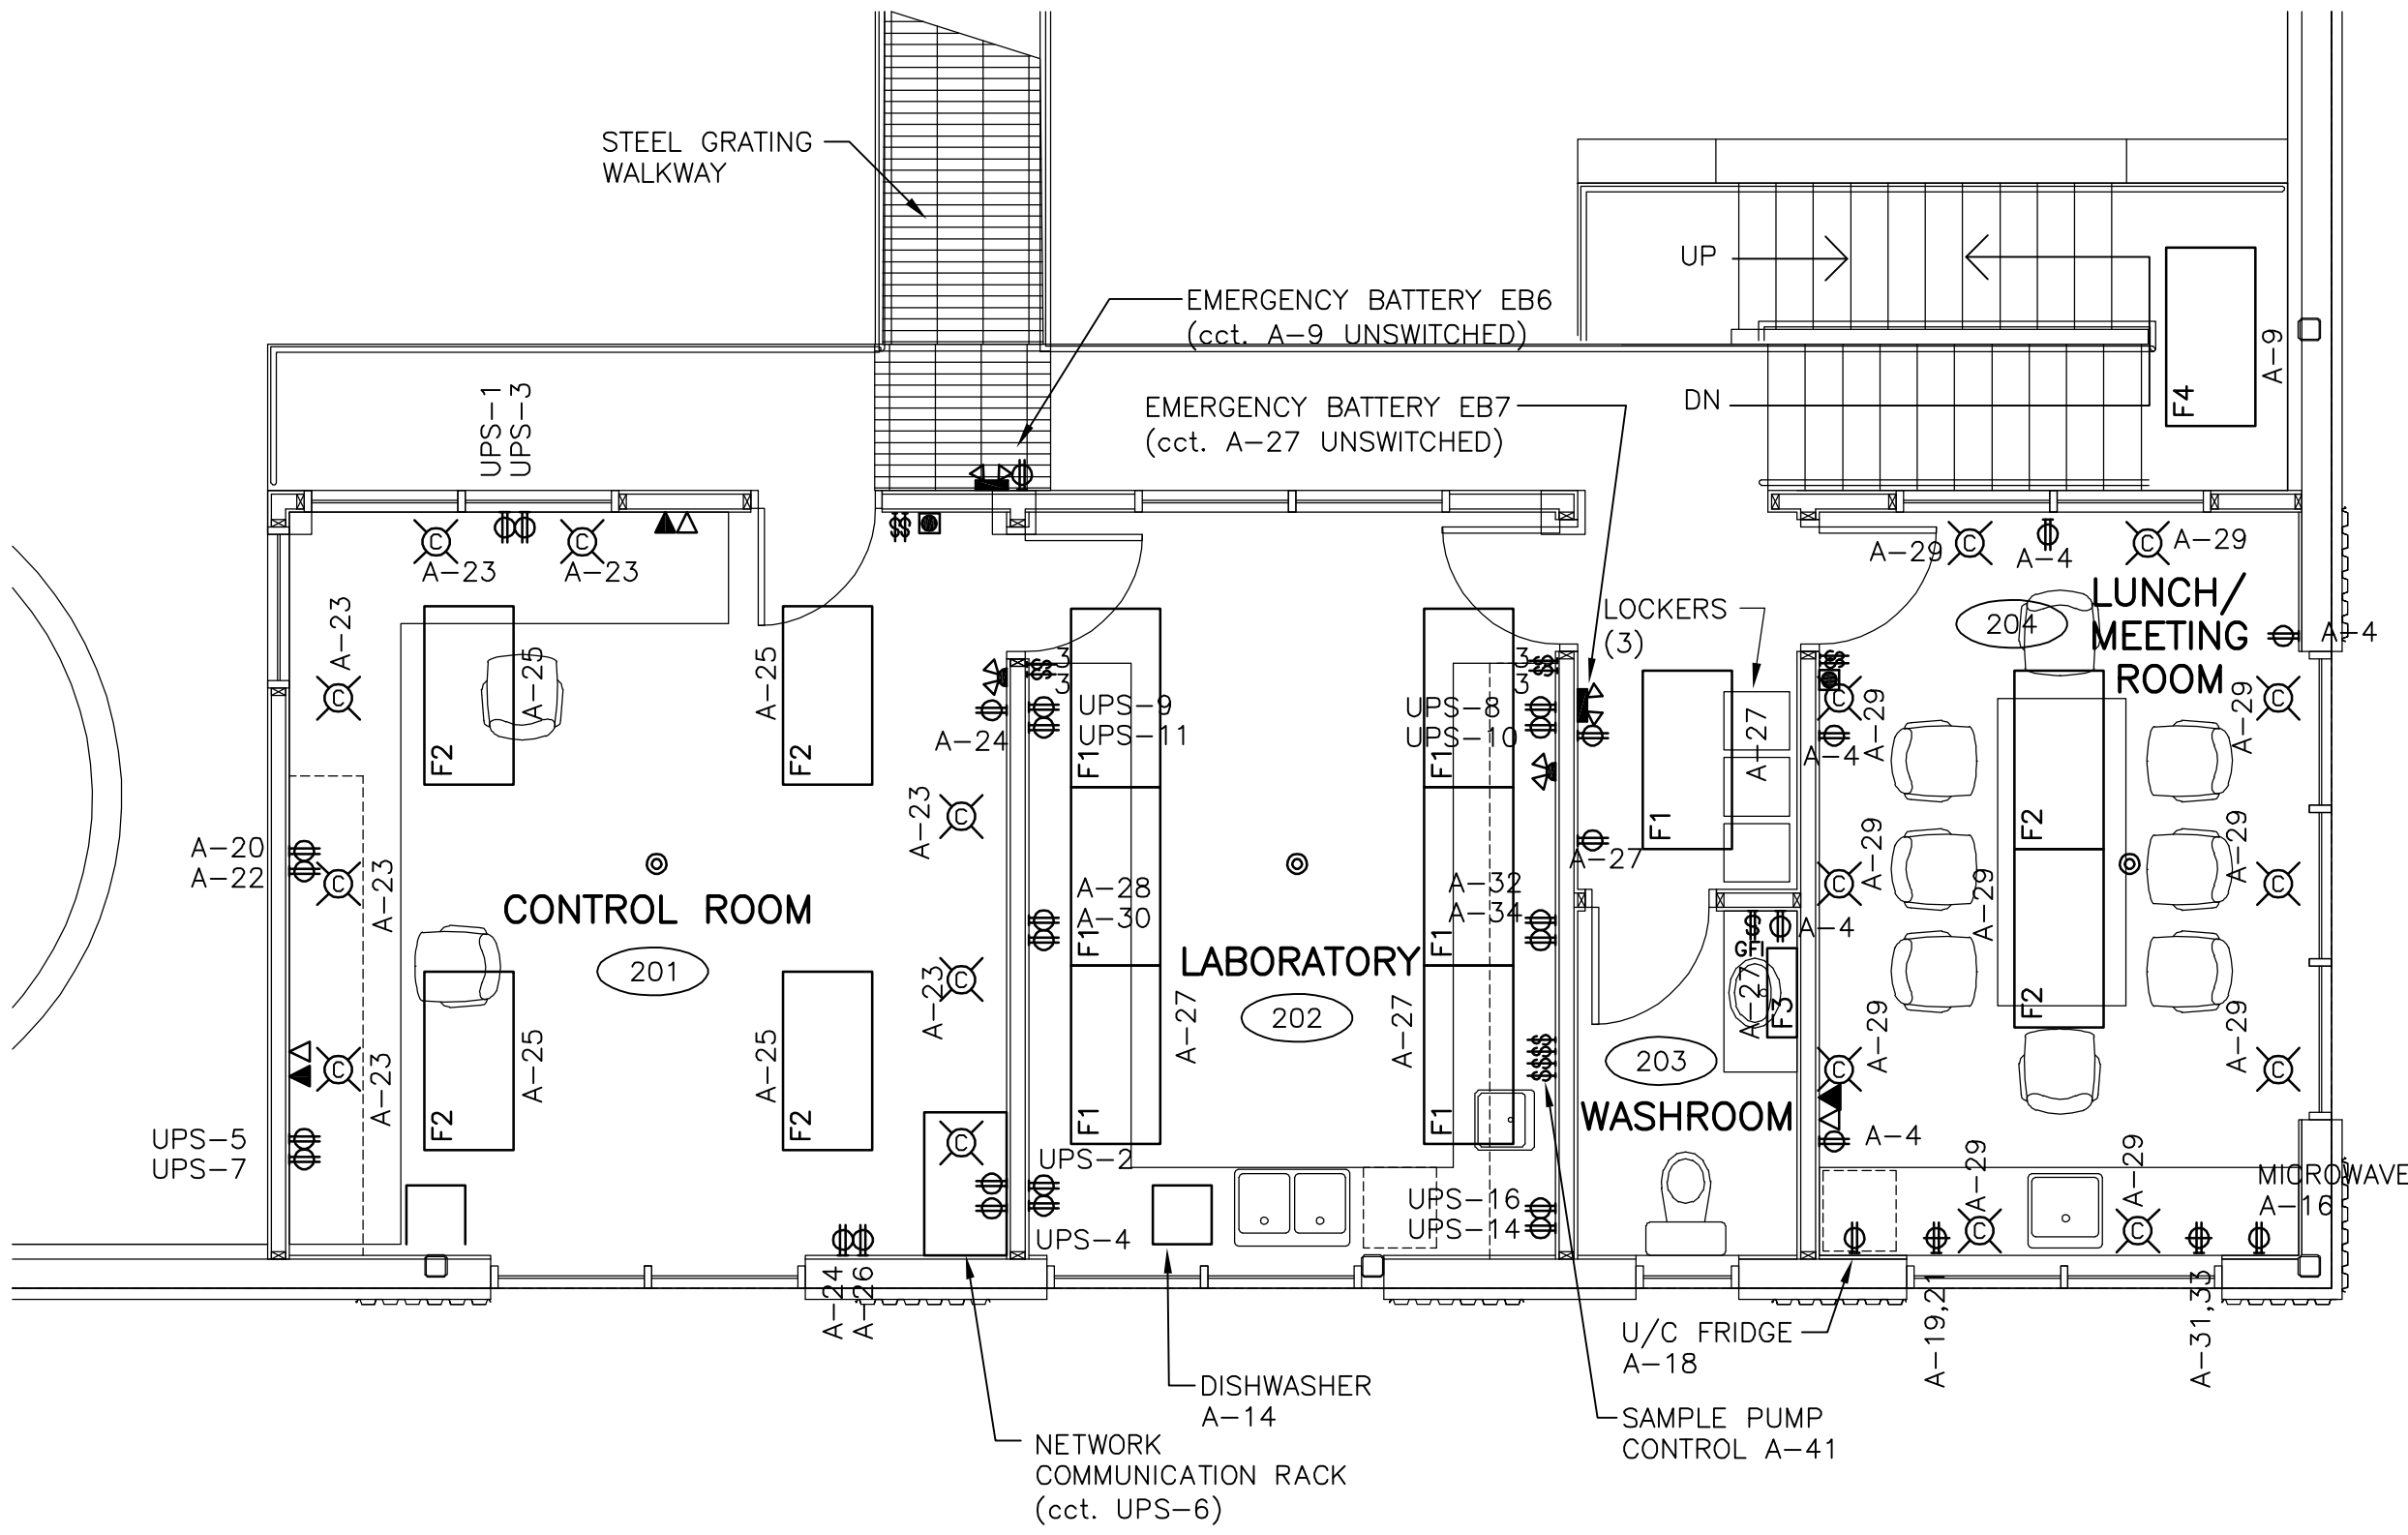 STEEL GRATING
WALKWAY
UP
EMERGENCY BATTERY EB6
(cct. A-9 UNSWITCHED)
A-9
F4
DN
EMERGENCY BATTERY EB7
(cct. A-27 UNSWITCHED)
UPS-1
UPS-3
$$
C
A-23
C
A-23
A-29
C
A-4
C
A-29
LUNCH/
MEETING
ROOM
204
A-4
LOCKERS
(3)
A-23
C
A-25
F2
A-25
F2
$$
3
3
3
3
$$
$$
A-24
UPS-9
UPS-11
F1
UPS-8
UPS-10
F1
A-27
F1
A-4
C
A-29
C
A-29
A-20
A-22
C
A-23
A-23
C
A-28
A-30
F1
A-32
A-34
F1
A-27
C
A-29
A-29
F2
C
A-29
CONTROL ROOM
201
LABORATORY
202
$
GFI
A-4
A-27
F3
F2
A-23
C
C
A-23
A-25
F2
A-25
F2
A-27
F1
A-27
F1
$$$$
203
WASHROOM
C
A-29
C
A-29
UPS-5
UPS-7
C
UPS-2
UPS-4
UPS-16
UPS-14
A-4
A-29
C
A-29
C
MICROWAVE
A-16
A-24
A-26
U/C FRIDGE
A-18
A-19,21
A-31,33
DISHWASHER
A-14
SAMPLE PUMP
CONTROL A-41
NETWORK
COMMUNICATION RACK
(cct. UPS-6)